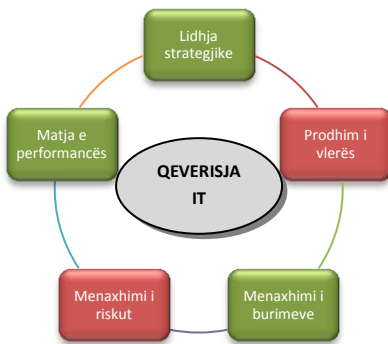 Lidhja
strategjike
Matja e
performancës
Prodhim i
vlerës
QEVERISJA
IT
Menaxhimi i
riskut
Menaxhimi i
burimeve